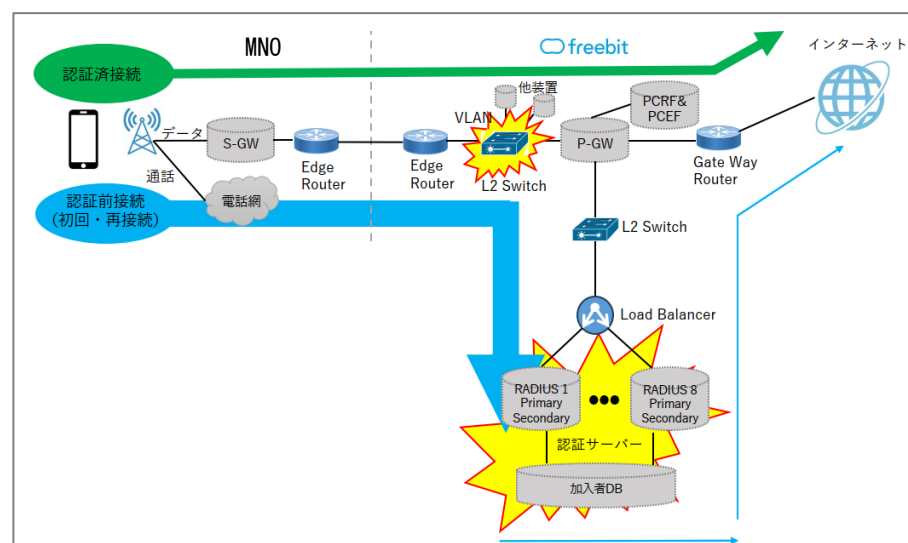 MNO
freebit
インターネット
認証済接続
他装置
PCRF&
PCEF
VLAN
データ
S-GW
P-GW
Edge
Router
Edge
Router
L2 Switch
Gate Way
Router
通話
電話網
認証前接続
(初回・再接続)
L2 Switch
Load Balancer
RADIUS 1
Primary
Secondary
RADIUS 8
Primary
Secondary
認証サーバー
加入者DB